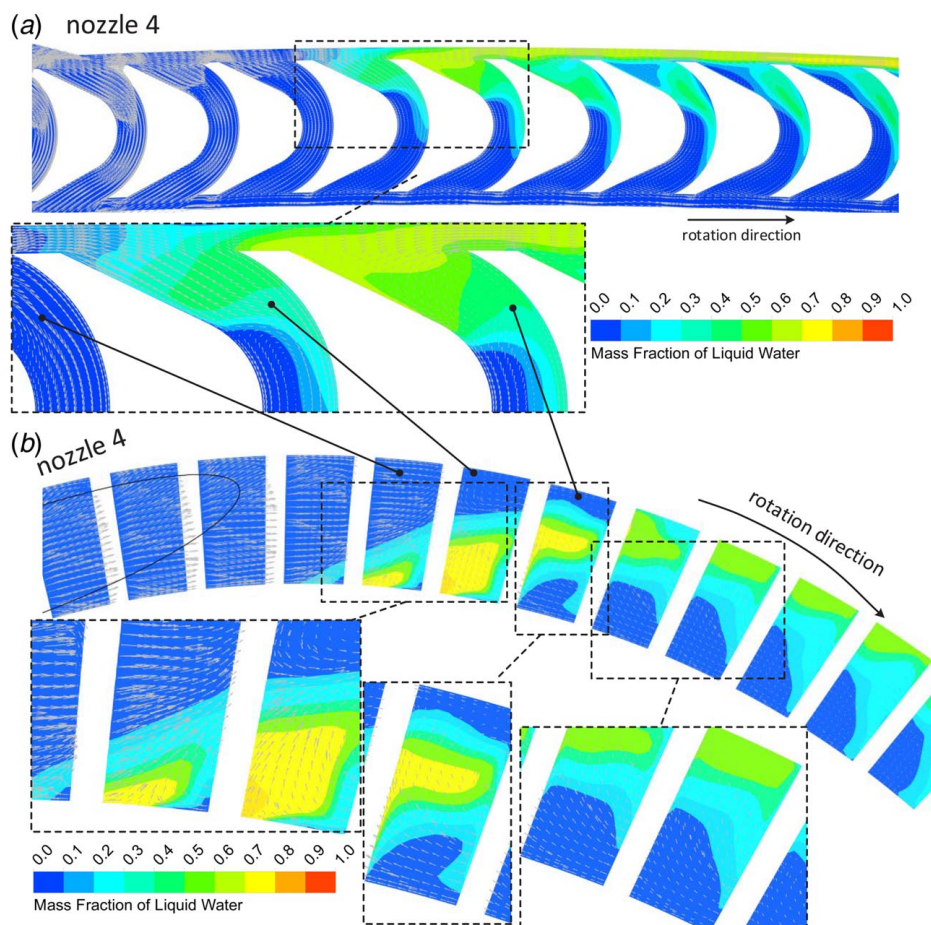 (a) nozzle 4
rotation direction
0.0 0.1 0.2 0.3 0.4 0.5 0.6 0.7 0.8 0.9 1.0
Mass Fraction of Liquid Water
(b) nozzle 4
rotation direction
0.0 0.1 0.2 0.3 0.4 0.5 0.6 0.7 0.8 0.9 1.0
Mass Fraction of Liquid Water